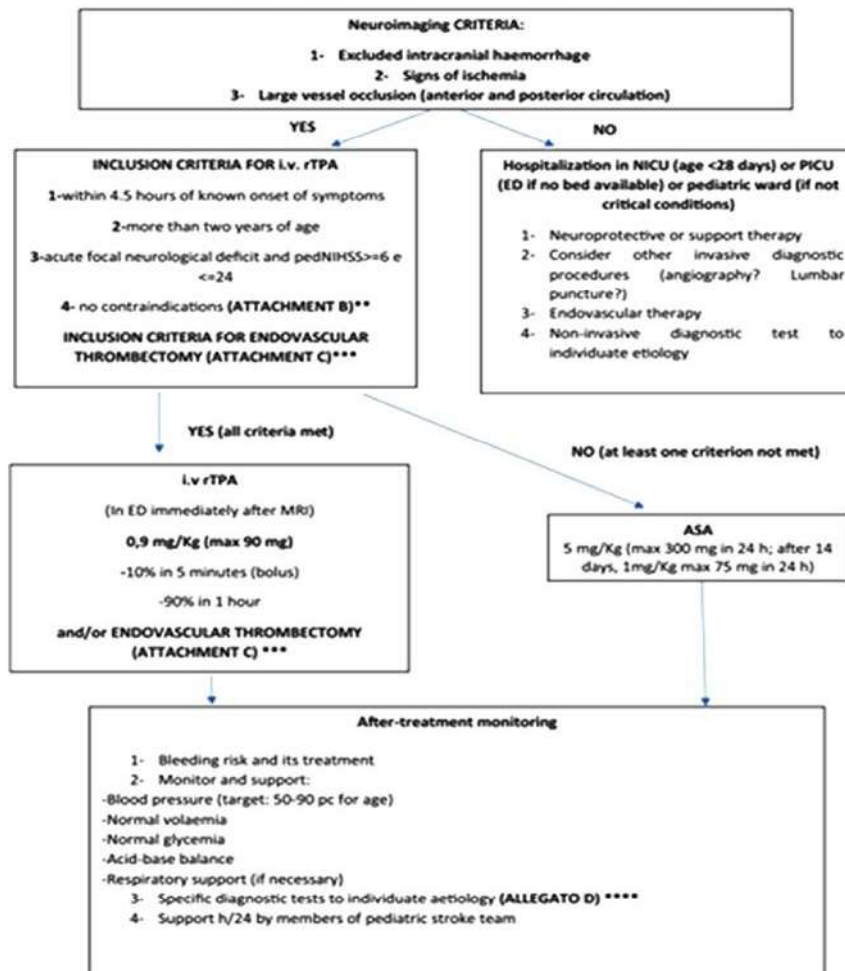 Neuroimaging CRITERIA:
1- Excluded intracranial haemorrhage
2- Signs of ischemia
3- Large vessel occlusion (anterior and posterior circulation)
YES
NO
INCLUSION CRITERIA FOR i.v. rTPA
1-within 4.5 hours of known onset of symptoms
2-more than two years of age
3-acute focal neurological deficit and pedNIHSS>=6 e
<=24
4- no contraindications (ATTACHMENT B)**
INCLUSION CRITERIA FOR ENDOVASCULAR
THROMBECTOMY (ATTACHMENT C)***
Hospitalization in NICU (age <28 days) or PICU
(ED if no bed available) or pediatric ward (if not
critical conditions)
1- Neuroprotective or support therapy
2- Consider other invasive diagnostic
procedures (angiography? Lumbar
puncture?)
3- Endovascular therapy
4- Non-invasive diagnostic test to
individuate etiology
YES (all criteria met)
NO (at least one criterion not met)
i.v rTPA
(In ED immediately after MRI)
0,9 mg/Kg (max 90 mg)
-10% in 5 minutes (bolus)
-90% in 1 hour
and/or ENDOVASCULAR THROMBECTOMY
(ATTACHMENT C) ***
ASA
5 mg/Kg (max 300 mg in 24 h; after 14
days, 1mg/Kg max 75 mg in 24 h)
After-treatment monitoring
1- Bleeding risk and its treatment
2- Monitor and support:
-Blood pressure (target: 50-90 pc for age)
-Normal volaemia
-Normal glycemia
-Acid-base balance
-Respiratory support (if necessary)
3- Specific diagnostic tests to individuate aetiology (ALLEGATO D) ****
4- Support h/24 by members of pediatric stroke team